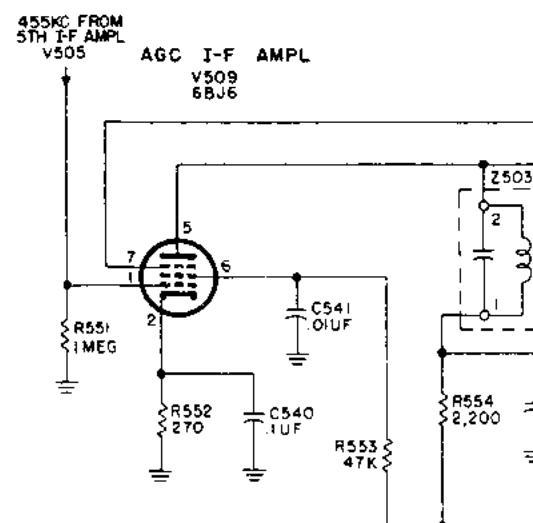 455KC FROM
5TH I-F AMPL
V505
AGC I-F AMPL
V509
6BJ6
Z503
2
5
7
1
6
2
1
C541
.01UF
R551
1MEG
R552
270
C540
.1UF
R553
47K
R554
2,200